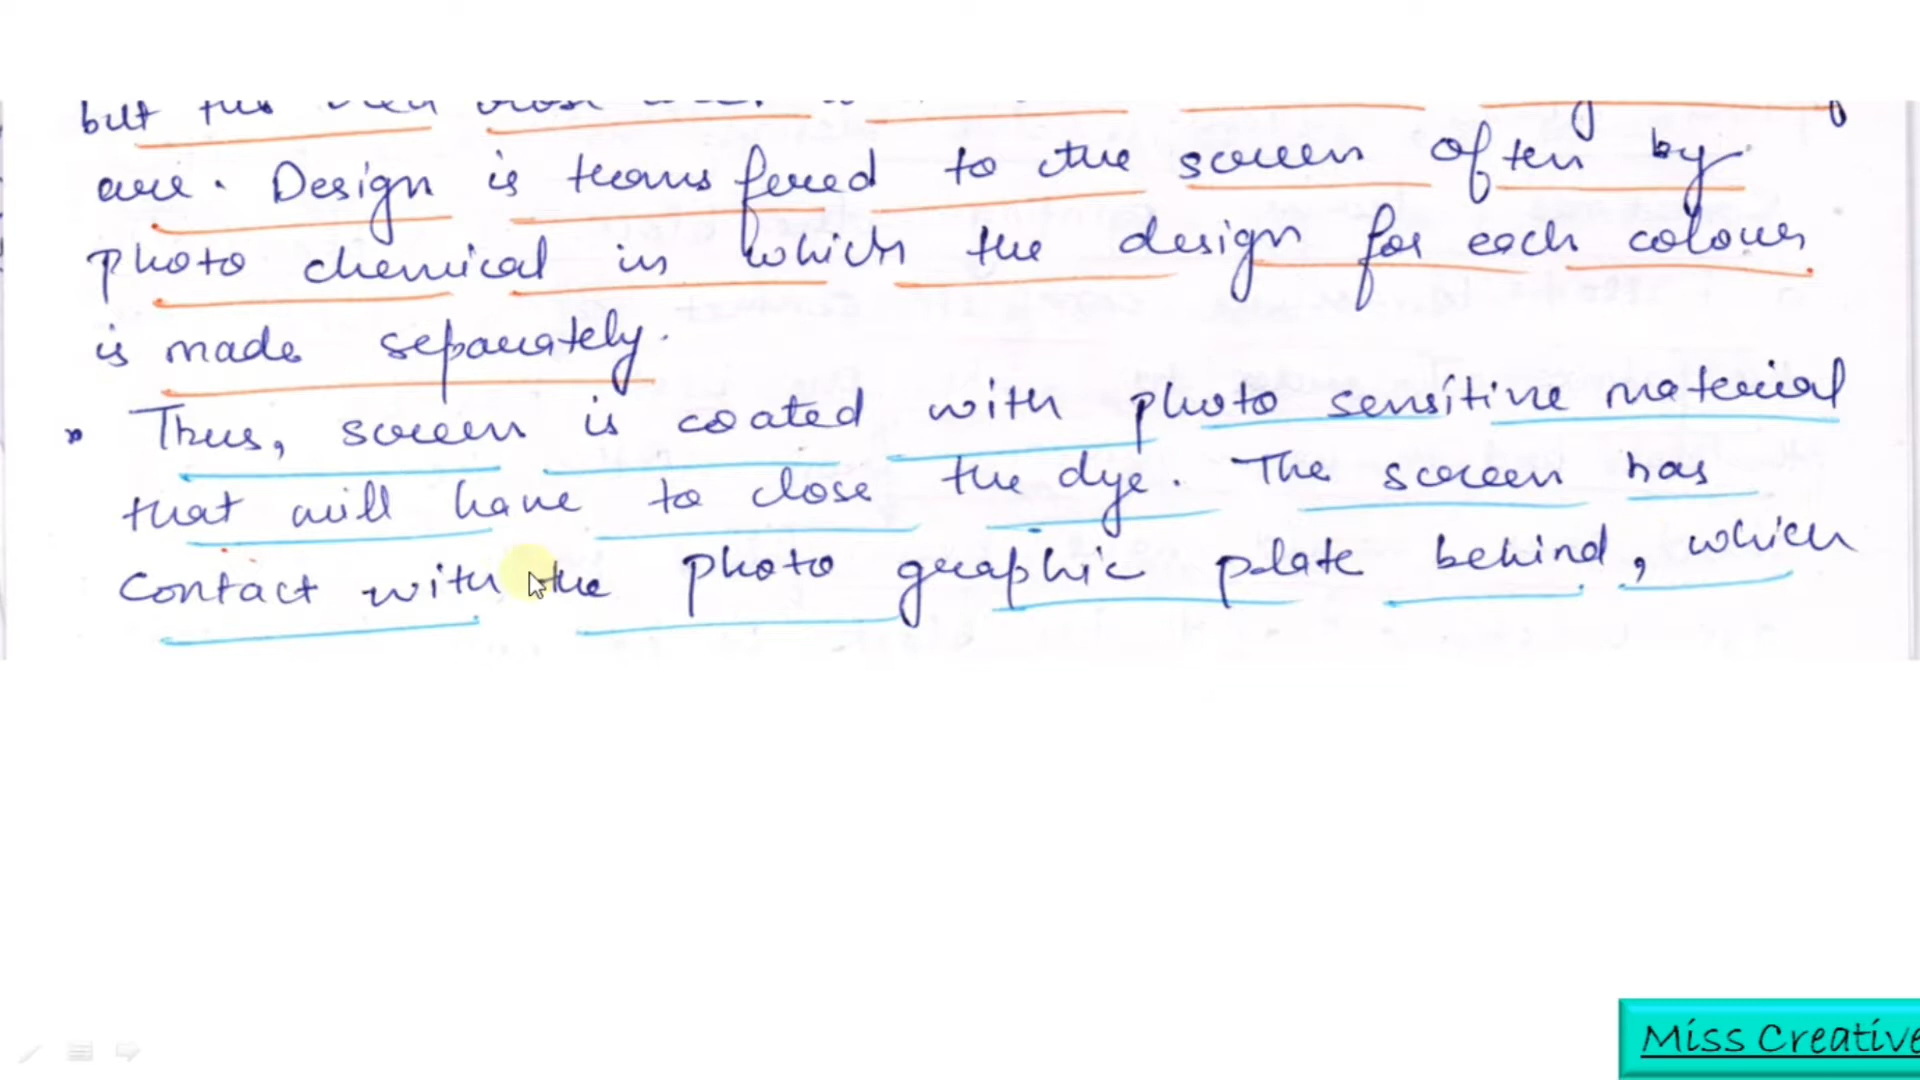 but
are. Design is transfered to the screen often by
photo chemical in which the design for each colour
is made separately.
Thus, screen is coated with photo sensitive material
that will have to close the dye. The screen has
Contact with the photo graphic plate behind, which
Miss Creative